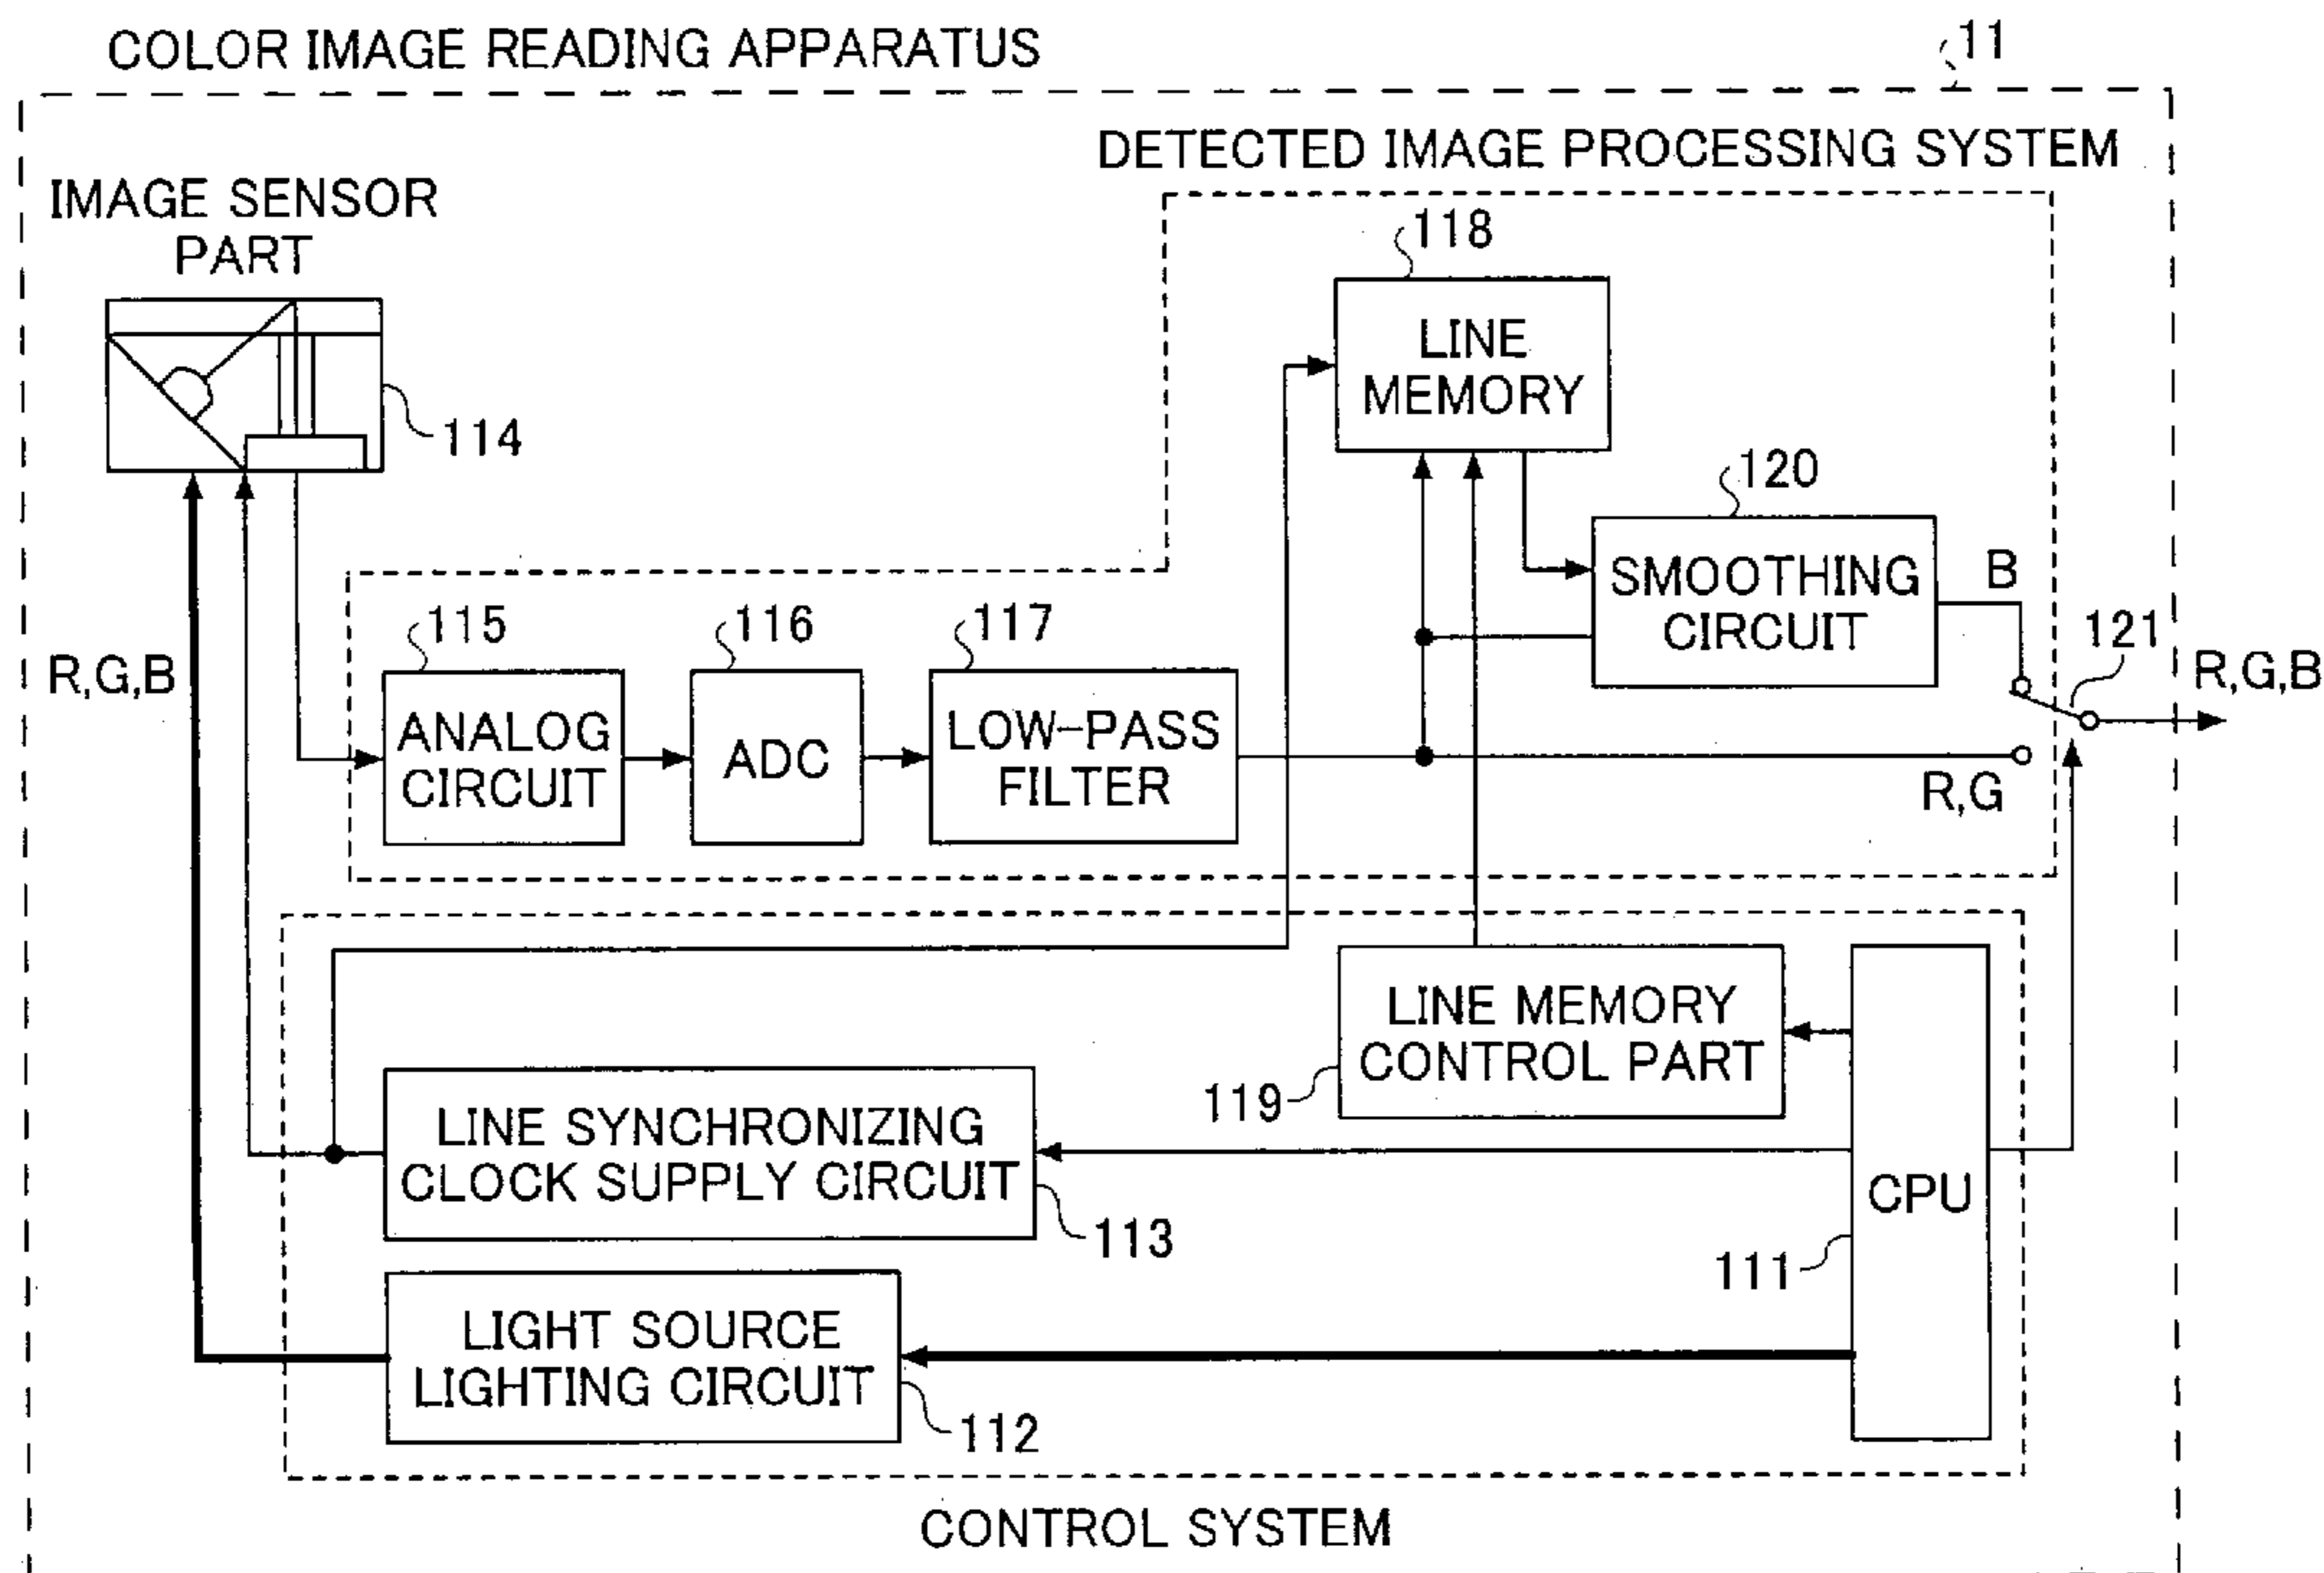 COLOR IMAGE READING APPARATUS
11
DETECTED IMAGE PROCESSING SYSTEM
IMAGE SENSOR
PART
118
LINE
MEMORY
114
120
SMOOTHING
CIRCUIT
B
115
116
117
121
R,G,B
R,G,B
ANALOG
CIRCUIT
ADC
LOW-PASS
FILTER
R,G
LINE MEMORY
CONTROL PART
119
LINE SYNCHRONIZING
CLOCK SUPPLY CIRCUIT
113
CPU
111
LIGHT SOURCE
LIGHTING CIRCUIT
112
CONTROL SYSTEM